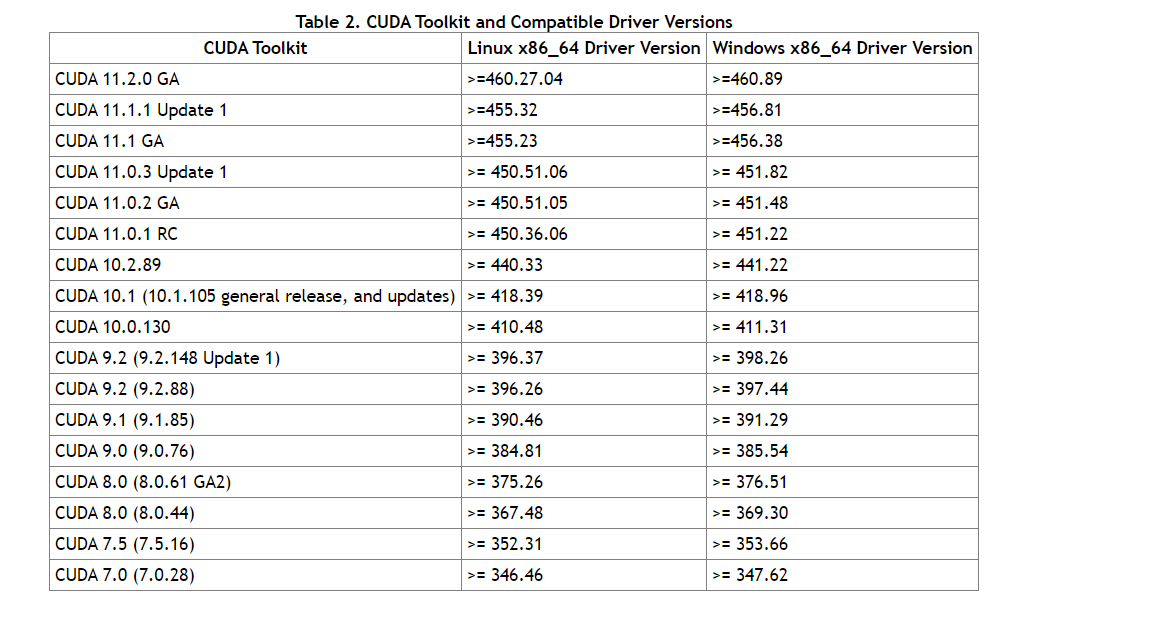 Table 2. CUDA Toolkit and Compatible Driver Versions
CUDA Toolkit Linux x86_64 Driver Version Windows x86_64 Driver Version
CUDA 11.2.0 GA >=460.27.04 >=460.89
CUDA 11.1.1 Update 1 >=455.32 >=456.81
CUDA 11.1 GA >=455.23 >=456.38
CUDA 11.0.3 Update 1 >= 450.51.06 >= 451.82
CUDA 11.0.2 GA >= 450.51.05 >= 451.48
CUDA 11.0.1 RC >= 450.36.06 >= 451.22
CUDA 10.2.89 >= 440.33 >= 441.22
CUDA 10.1 (10.1.105 general release, and updates) >= 418.39 >= 418.96
CUDA 10.0.130 >= 410.48 >= 411.31
CUDA 9.2 (9.2.148 Update 1) >= 396.37 >= 398.26
CUDA 9.2 (9.2.88) >= 396.26 >= 397.44
CUDA 9.1 (9.1.85) >= 390.46 >= 391.29
CUDA 9.0 (9.0.76) >= 384.81 >= 385.54
CUDA 8.0 (8.0.61 GA2) >= 375.26 >= 376.51
CUDA 8.0 (8.0.44) >= 367.48 >= 369.30
CUDA 7.5 (7.5.16) >= 352.31 >= 353.66
CUDA 7.0 (7.0.28) >= 346.46 >= 347.62